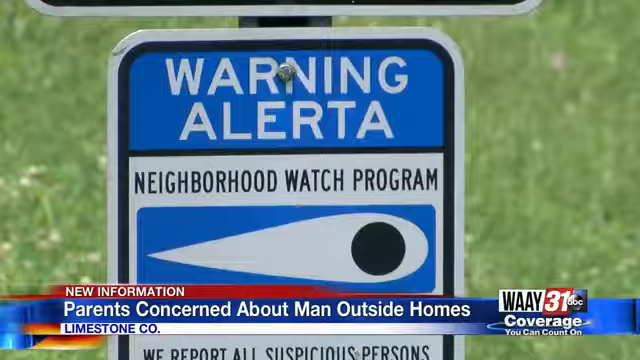 WARNING
ALERTA
NEIGHBORHOOD WATCH PROGRAM
WE REPORT ALL SUSPICIOUS PERSONS
NEW INFORMATION
Parents Concerned About Man Outside Homes
LIMESTONE CO.
WAAY 31 abc
Coverage
You Can Count On